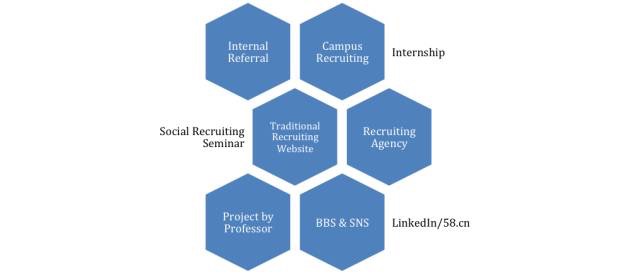 Internal
Referral
Campus
Recruiting
Internship
Social Recruiting
Seminar
Traditional
Recruiting
Website
Recruiting
Agency
Project by
Professor
BBS & SNS
LinkedIn/58.cn